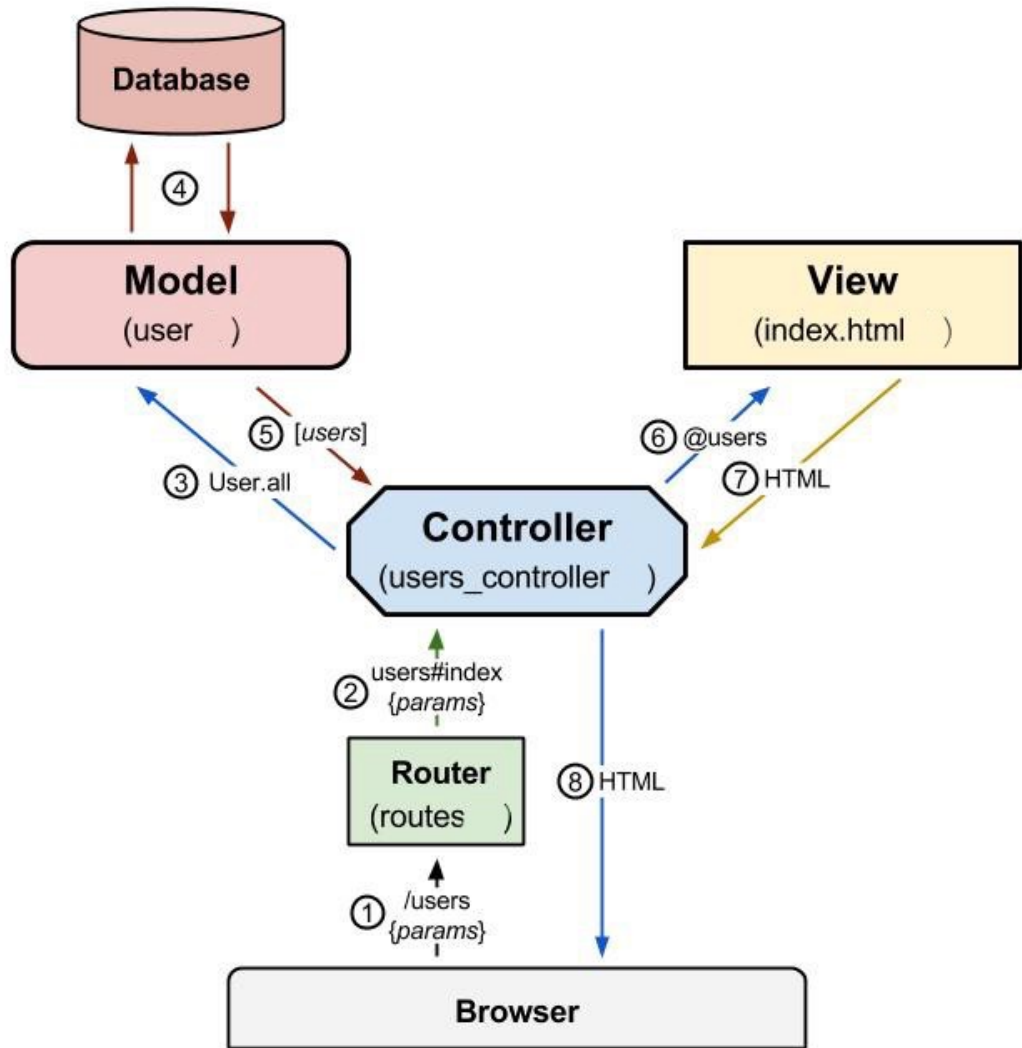 Database
④
Model
(user )
View
(index.html )
⑤ [users]
③ User.all
⑥ @users
⑦ HTML
Controller
(users_controller )
② users#index
{params}
Router
(routes )
⑧ HTML
① /users
{params}
Browser